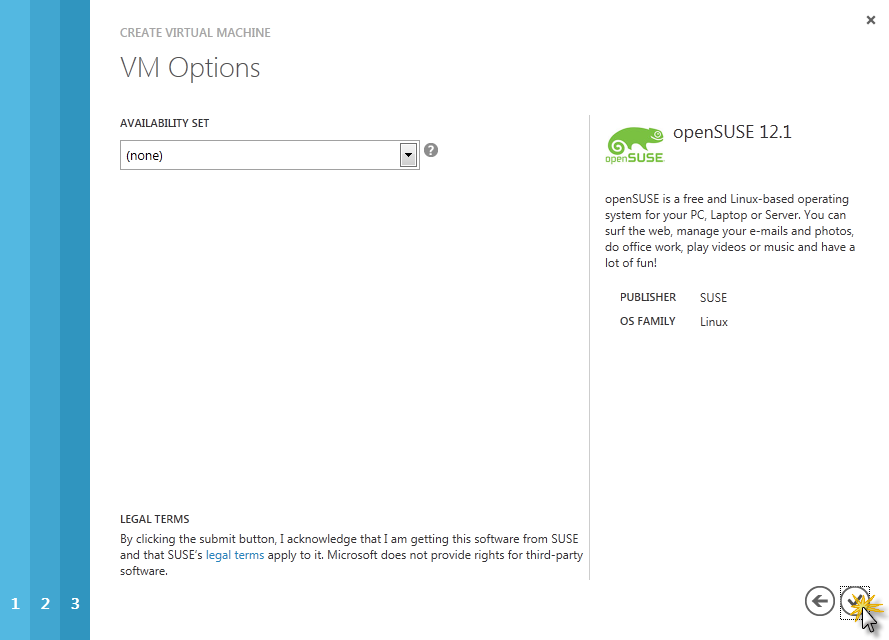 CREATE VIRTUAL MACHINE
VM Options
AVAILABILITY SET
(none)
?
openSUSE
openSUSE 12.1
openSUSE is a free and Linux-based operating
system for your PC, Laptop or Server. You can
surf the web, manage your e-mails and photos,
do office work, play videos or music and have a
lot of fun!
PUBLISHER SUSE
OS FAMILY Linux
LEGAL TERMS
By clicking the submit button, I acknowledge that I am getting this software from SUSE
and that SUSE's legal terms apply to it. Microsoft does not provide rights for third-party
software.
1 2 3